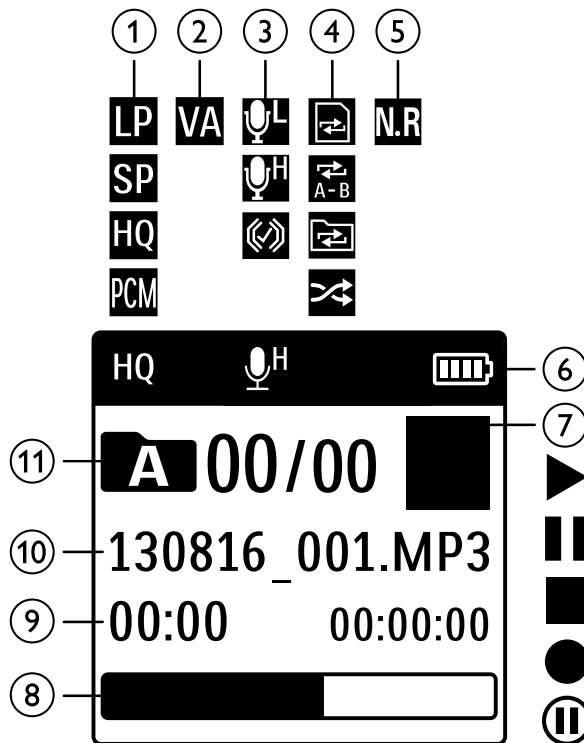 1 2 3 4 5
LP VA L N.R
SP H A-B
HQ
PCM
HQ H 6
7
11 A 00/00
10 130816_001.MP3
9 00:00 00:00:00
8